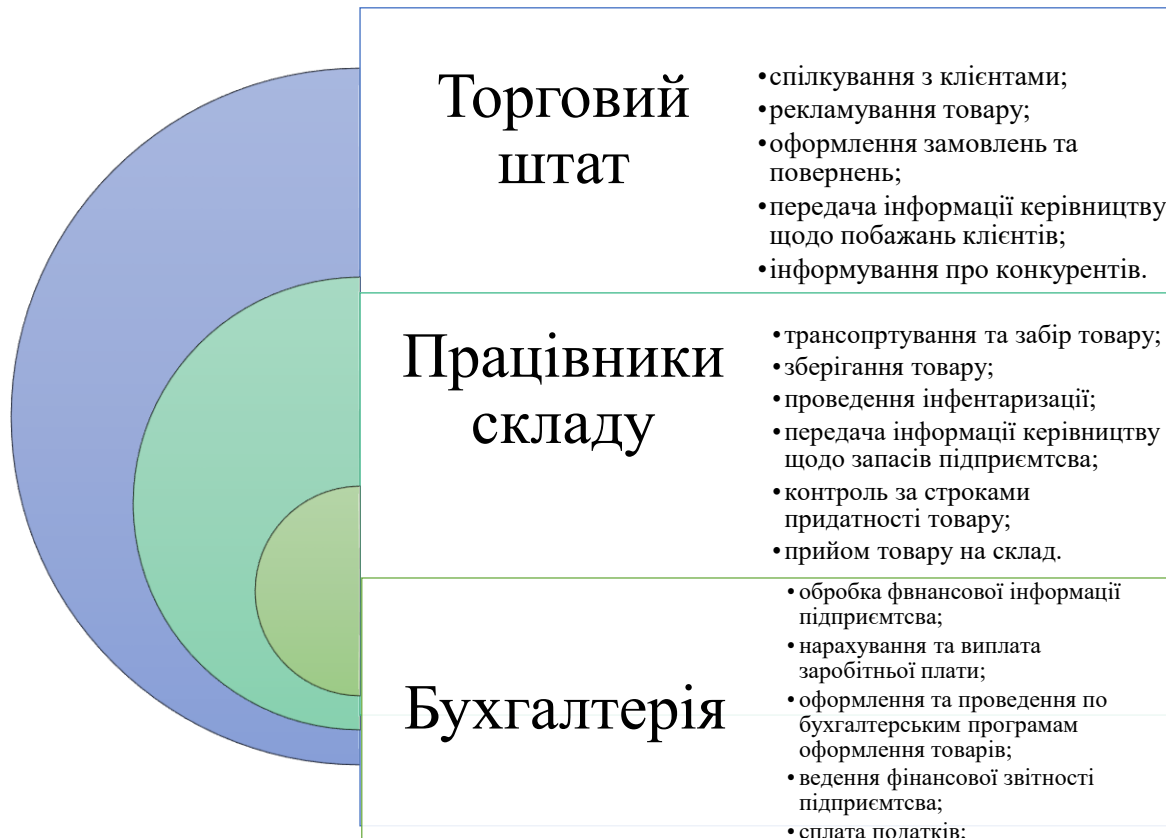 Торговий
штат
•спілкування з клієнтами;
•рекламування товару;
•оформлення замовлень та
повернень;
•передача інформації керівництву
щодо побажань клієнтів;
•інформування про конкурентів.
Працівники
складу
•трансопртування та забір товару;
•зберігання товару;
•проведення інфентаризації;
•передача інформації керівництву
щодо запасів підприємтсва;
•контроль за строками
придатності товару;
•прийом товару на склад.
Бухгалтерія
•обробка фвнансової інформації
підприємтсва;
•нарахування та виплата
заробітньої плати;
•оформлення та проведення по
бухгалтерським програмам
оформлення товарів;
•ведення фінансової звітності
підприємтсва;
•сплата податків;